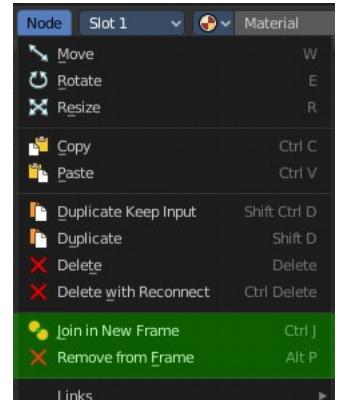 Node Slot 1 Material
Move W
Rotate E
Resize R
Copy Ctrl C
Paste Ctrl V
Duplicate Keep Input Shift Ctrl D
Duplicate Shift D
Delete Delete
Delete with Reconnect Ctrl Delete
Join in New Frame Ctrl J
Remove from Frame Alt P
Links